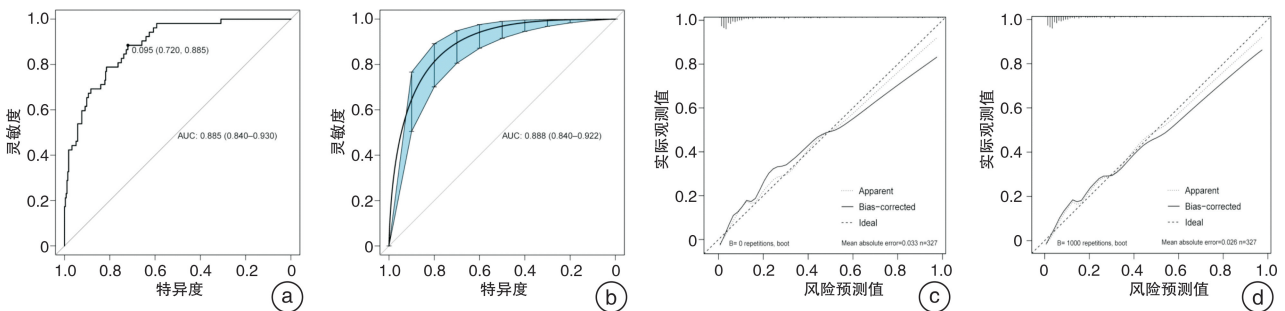 1.0
0.8
0.6
0.4
0.2
0
灵敏度
0.095 (0.720, 0.885)
AUC: 0.885 (0.840–0.930)
1.0 0.8 0.6 0.4 0.2 0
特异度
a
1.0
0.8
0.6
0.4
0.2
0
灵敏度
AUC: 0.888 (0.840–0.922)
1.0 0.8 0.6 0.4 0.2 0
特异度
b
1.0
0.8
0.6
0.4
0.2
0
实际观测值
Apparent
Bias-corrected
Ideal
B= 0 repetitions, boot
Mean absolute error=0.033 n=327
0 0.2 0.4 0.6 0.8 1.0
风险预测值
c
1.0
0.8
0.6
0.4
0.2
0
实际观测值
Apparent
Bias-corrected
Ideal
B= 1000 repetitions, boot
Mean absolute error=0.026 n=327
0 0.2 0.4 0.6 0.8 1.0
风险预测值
d